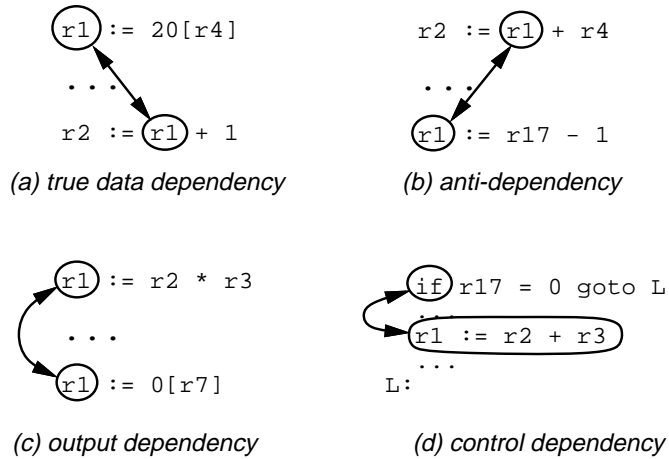 r1 := 20[r4]
...
r2 := r1 + 1
(a) true data dependency
r2 := r1 + r4
...
r1 := r17 - 1
(b) anti-dependency
r1 := r2 * r3
...
r1 := 0[r7]
(c) output dependency
if r17 = 0 goto L
...
r1 := r2 + r3
...
L:
(d) control dependency